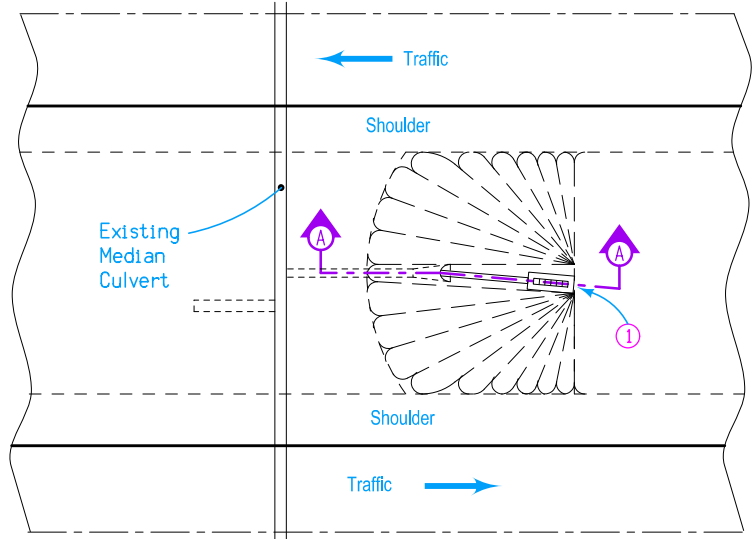 Traffic
Shoulder
Existing
Median
Culvert
A
A
1
Shoulder
Traffic